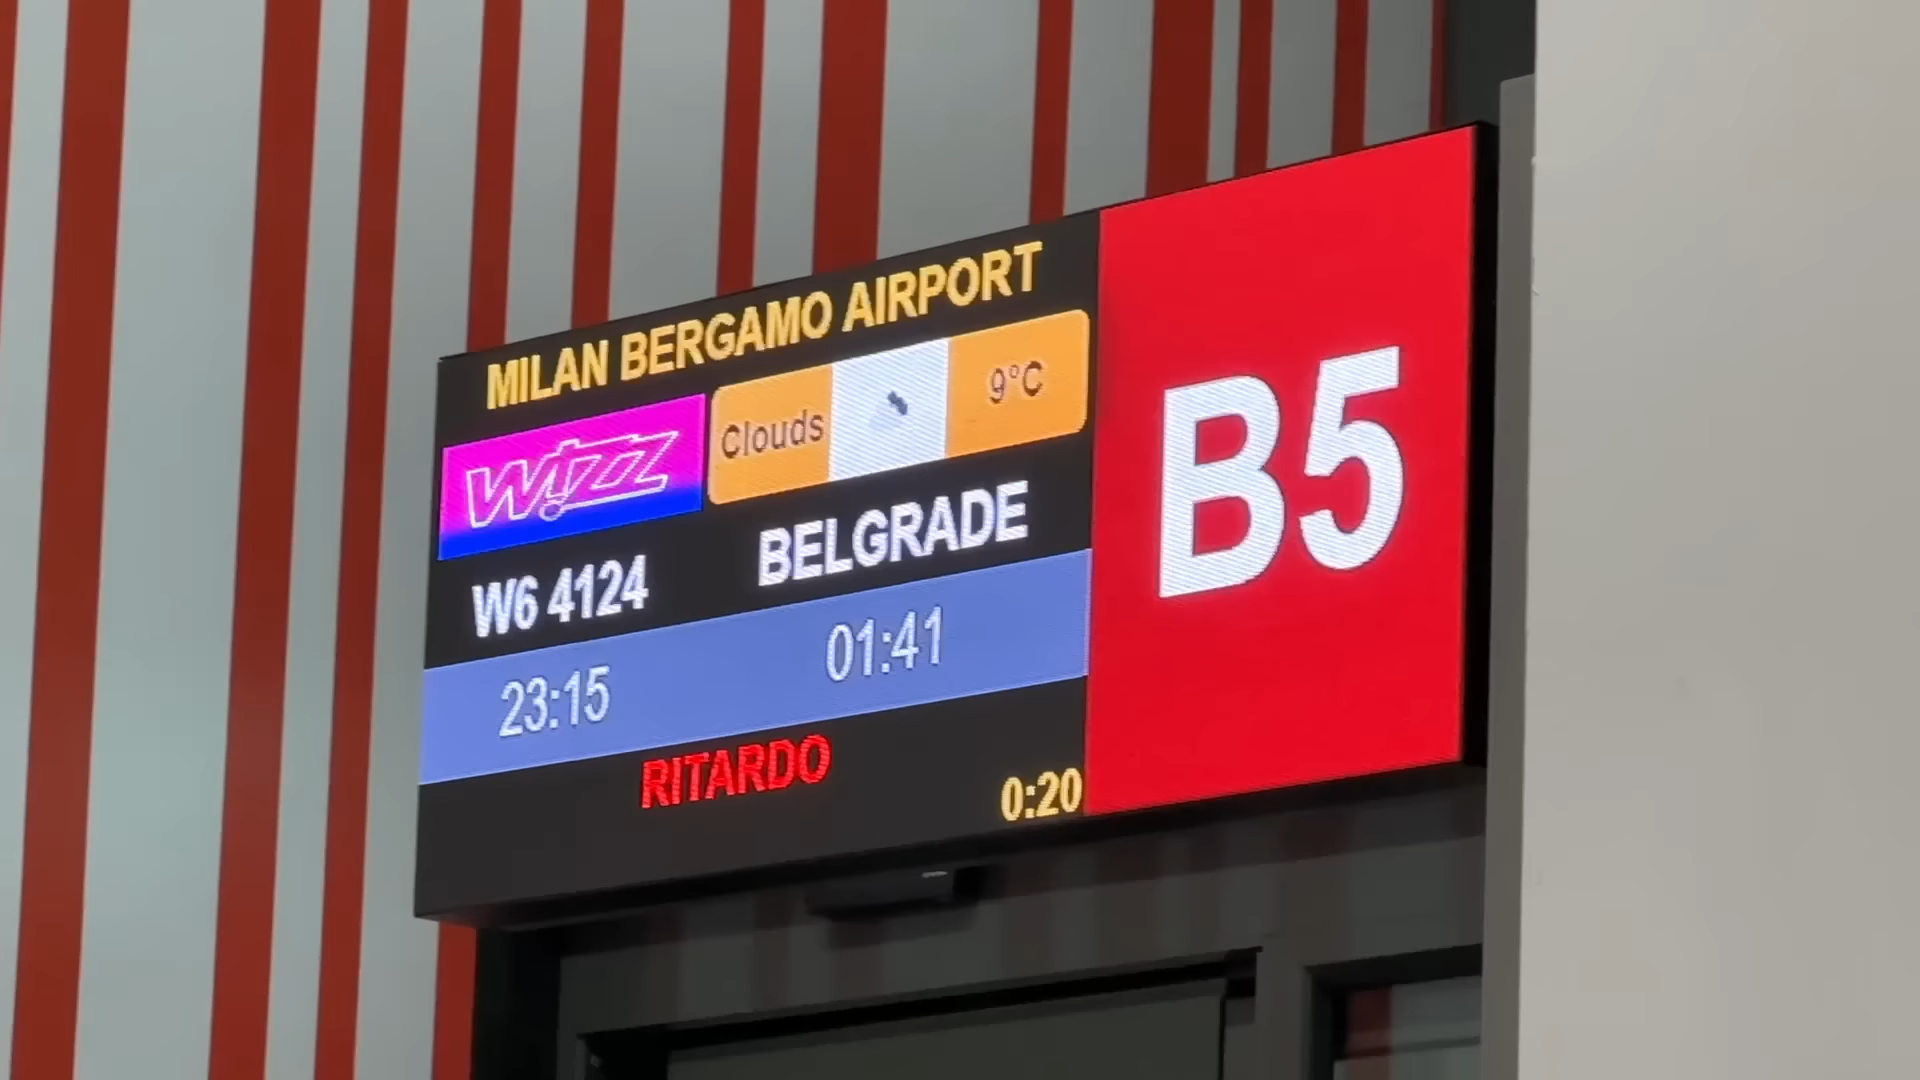 MILAN BERGAMO AIRPORT
Wizz Clouds 9°C
W6 4124 BELGRADE
23:15 01:41
RITARDO
0:20
B5